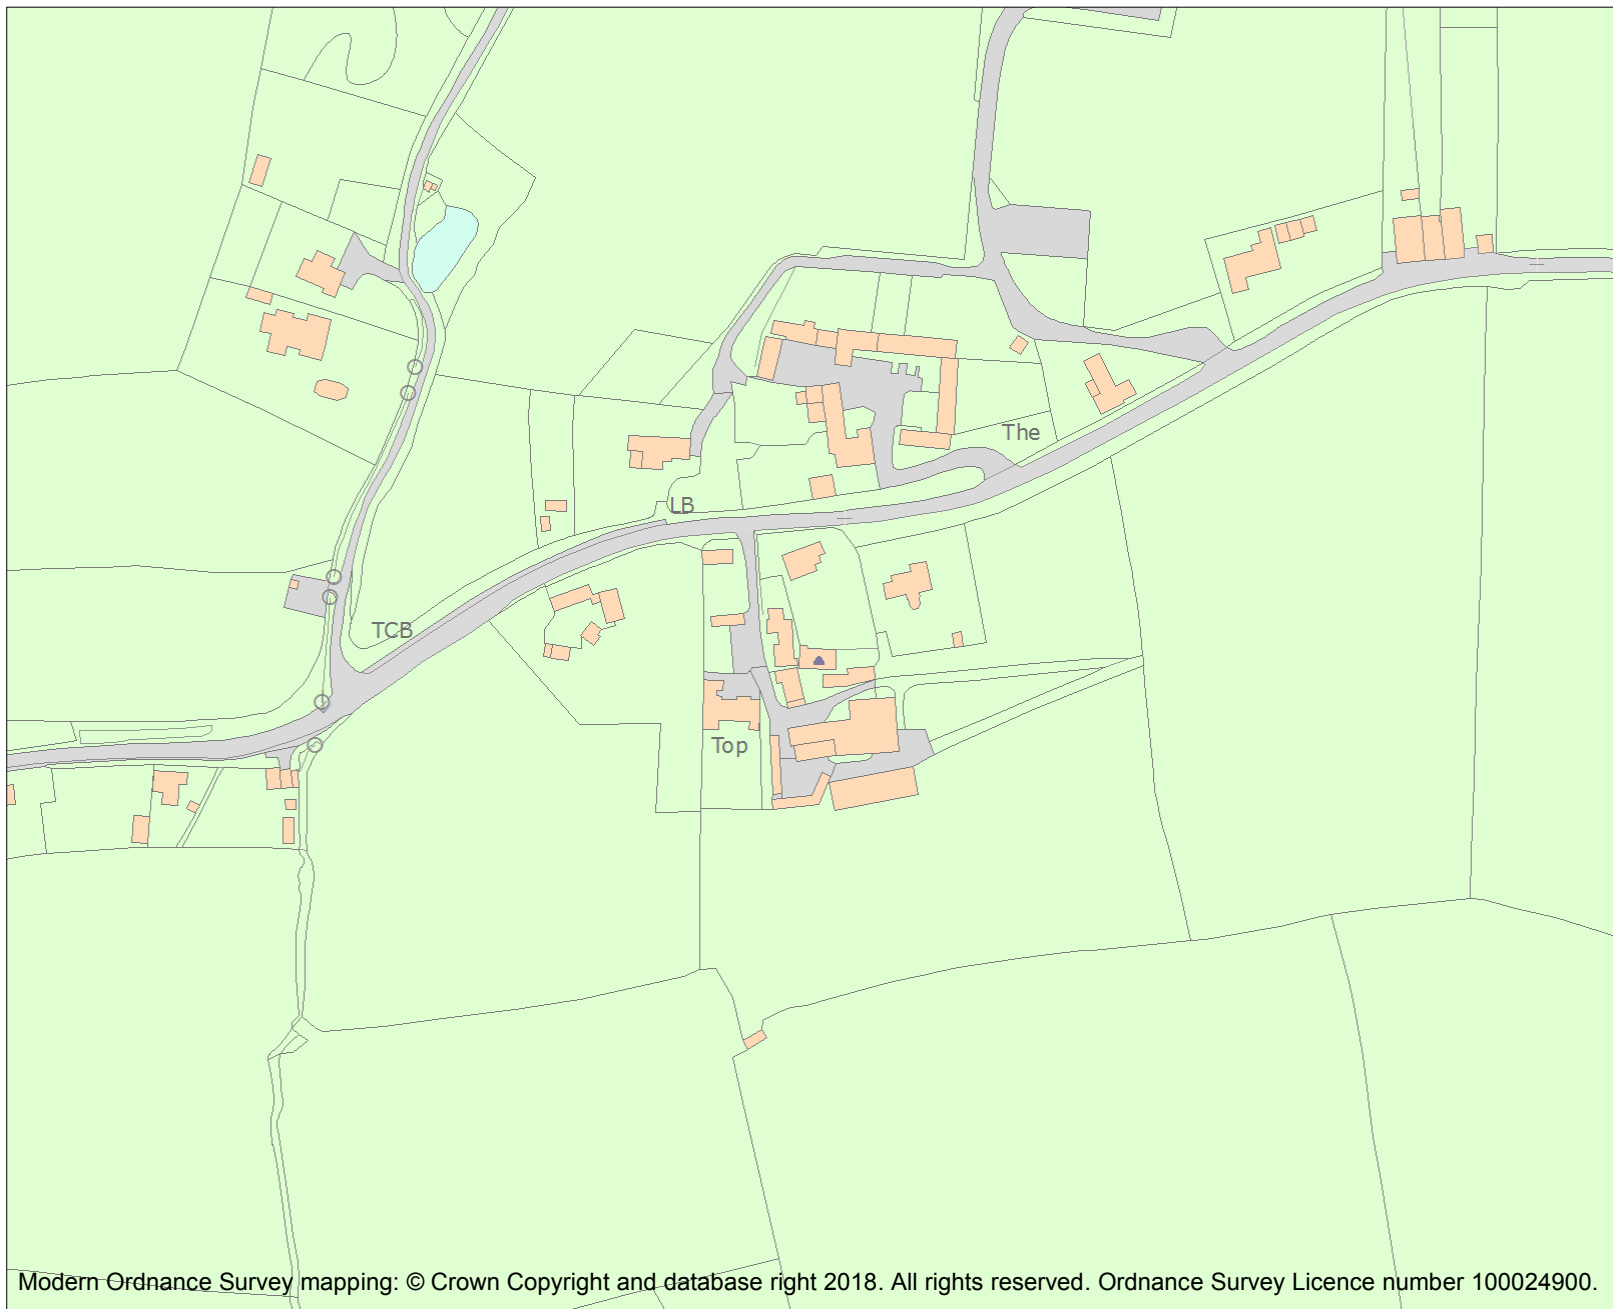 The
LB
TCB
Top
Modern Ordnance Survey mapping: © Crown Copyright and database right 2018. All rights reserved. Ordnance Survey Licence number 100024900.